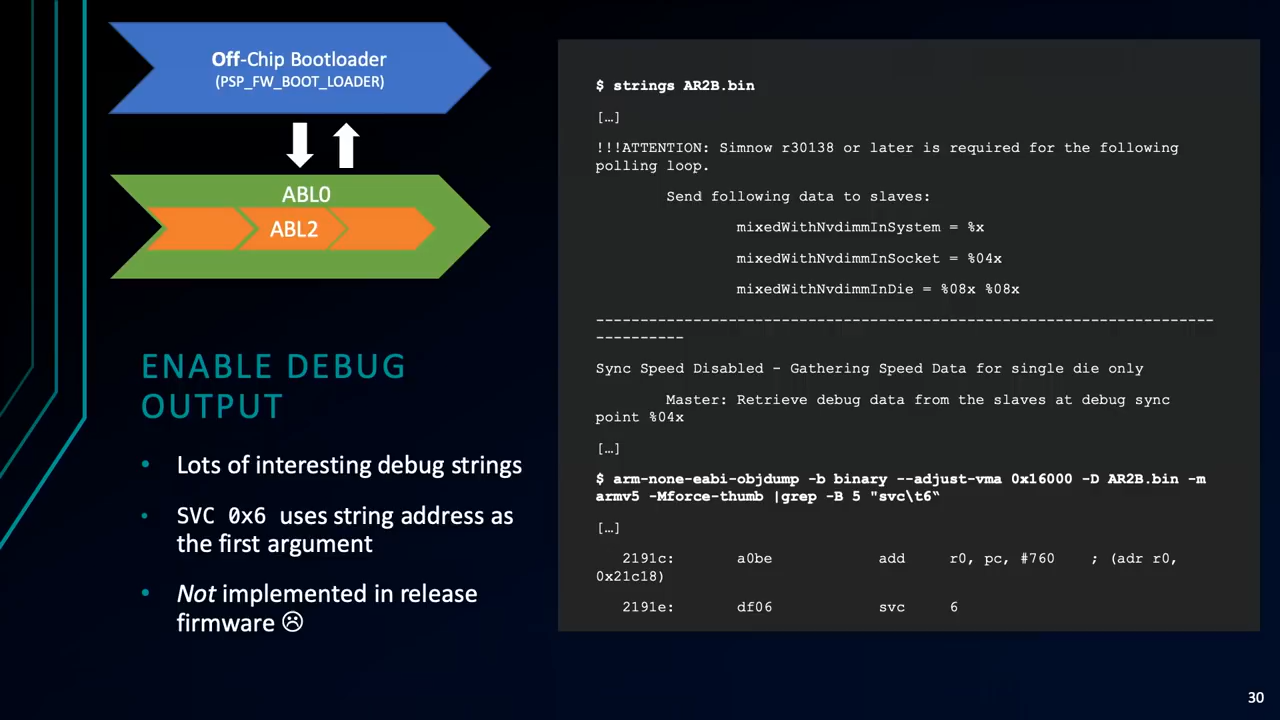 Off-Chip Bootloader
(PSP_FW_BOOT_LOADER)
ABL0
ABL2
ENABLE DEBUG
OUTPUT
• Lots of interesting debug strings
• SVC 0x6 uses string address as
the first argument
• Not implemented in release
firmware ☹
$ strings AR2B.bin
[…]
!!!ATTENTION: Simnow r30138 or later is required for the following
polling loop.
Send following data to slaves:
mixedWithNvdimmInSystem = %x
mixedWithNvdimmInSocket = %04x
mixedWithNvdimmInDie = %08x %08x
----------------------------------------------------------------------
----------
Sync Speed Disabled - Gathering Speed Data for single die only
Master: Retrieve debug data from the slaves at debug sync
point %04x
[…]
$ arm-none-eabi-objdump -b binary --adjust-vma 0x16000 -D AR2B.bin -m
armv5 -Mforce-thumb |grep -B 5 "svc\t6“
[…]
2191c: a0be add r0, pc, #760 ; (adr r0,
0x21c18)
2191e: df06 svc 6
30